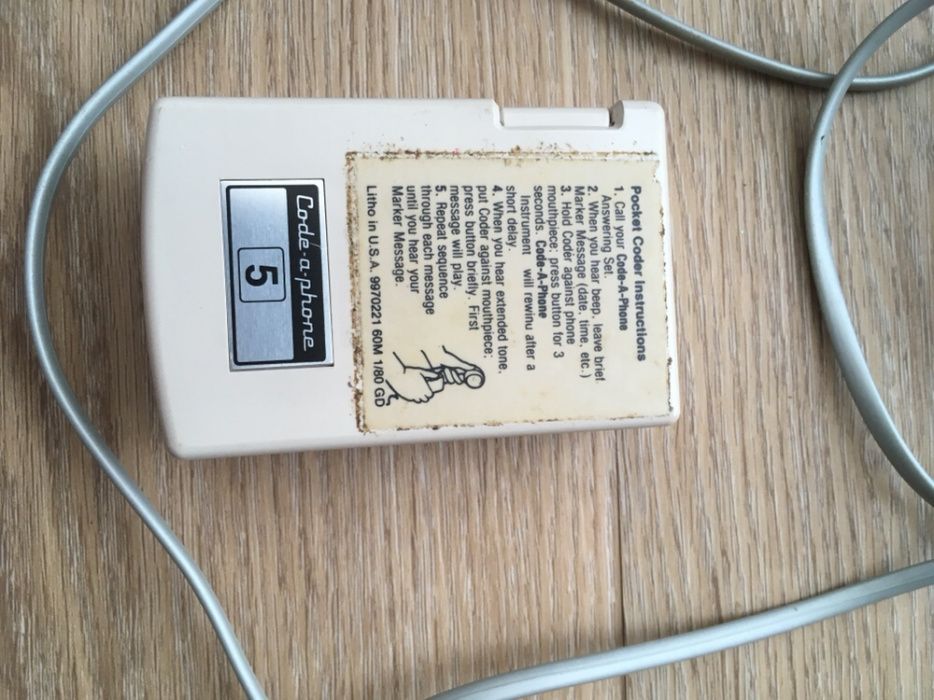 Pocket Coder Instructions
1. Call your Code-A-Phone
Answering Set.
2. When you hear beep, leave brief
Marker Message (date, time, etc.)
3. Hold Coder against phone
mouthpiece; press button for 3
seconds. Code-A-Phone
Instrument will rewinu after a
short delay.
4. When you hear extended tone,
put Coder against mouthpiece;
press button briefly. First
message will play.
5. Repeat sequence
through each message
until you hear your
Marker Message.
Litho in U.S.A. 9970221 60M 1/80 GD
Code-a-phone
5